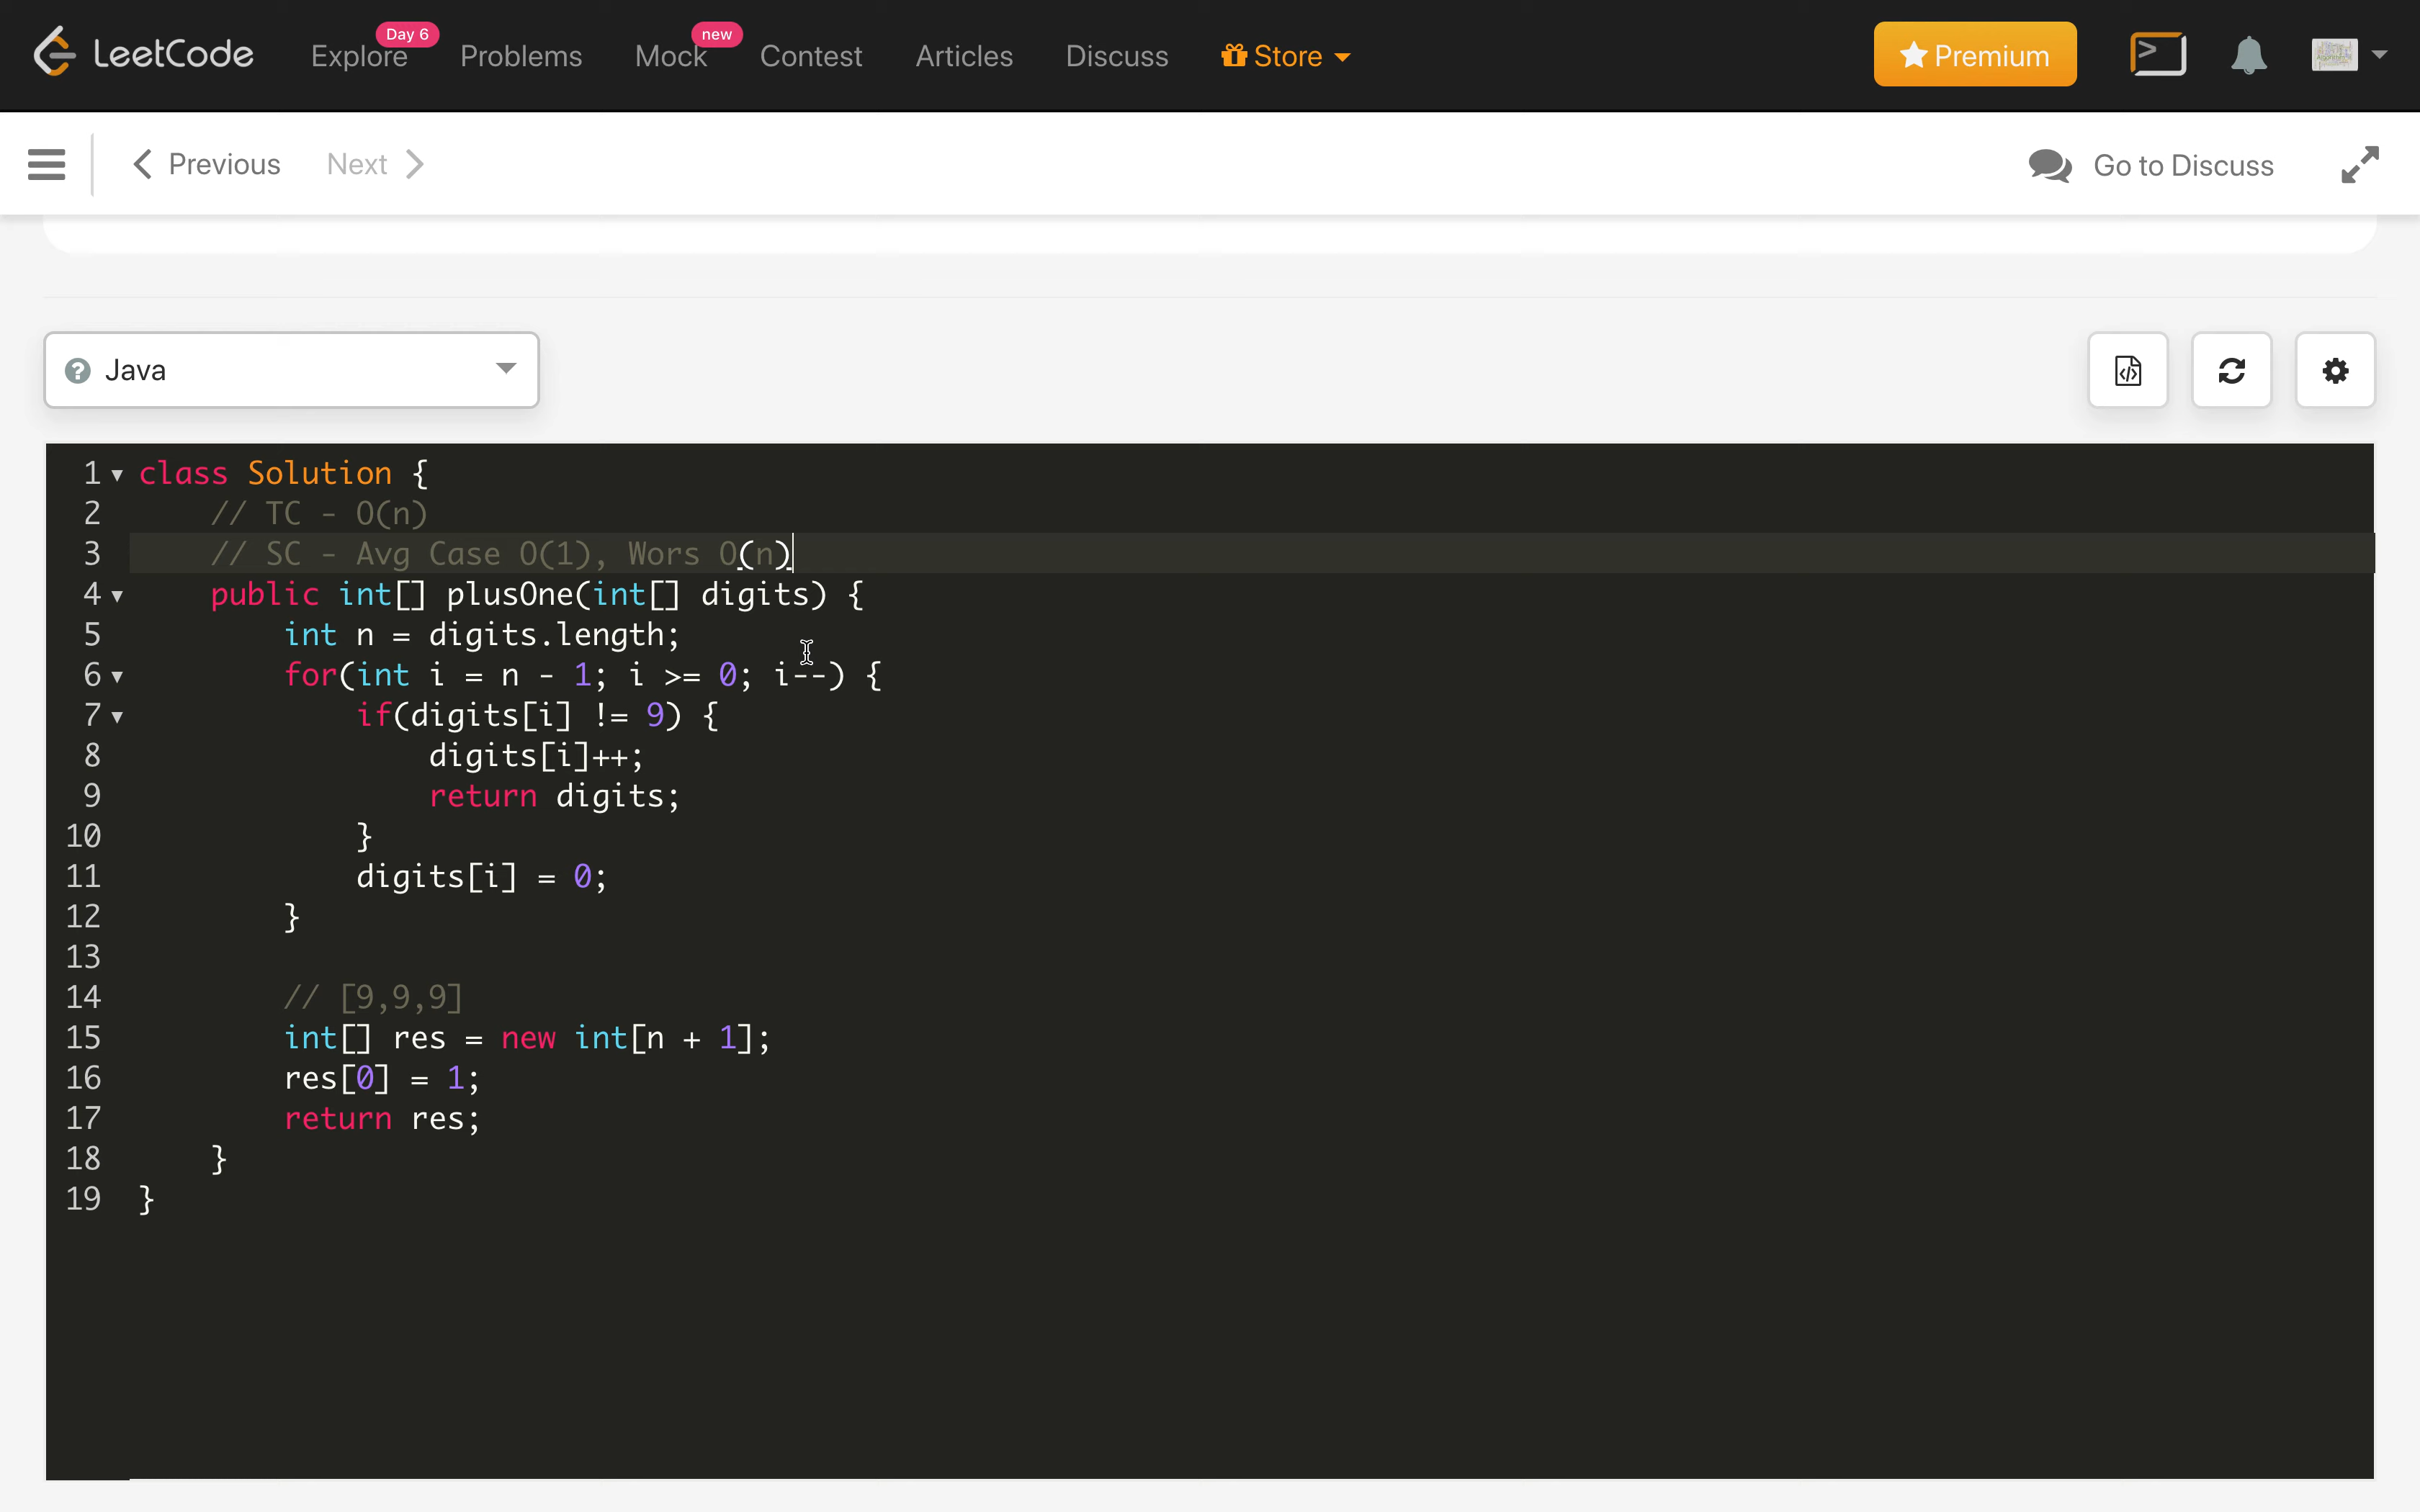 LeetCode Explore Day 6 Problems Mock new Contest Articles Discuss Store Premium
Previous Next Go to Discuss
Java
1 class Solution {
2 // TC - O(n)
3 // SC - Avg Case O(1), Wors O(n)
4 public int[] plusOne(int[] digits) {
5 int n = digits.length;
6 for(int i = n - 1; i >= 0; i--) {
7 if(digits[i] != 9) {
8 digits[i]++;
9 return digits;
10 }
11 digits[i] = 0;
12 }
13
14 // [9,9,9]
15 int[] res = new int[n + 1];
16 res[0] = 1;
17 return res;
18 }
19 }